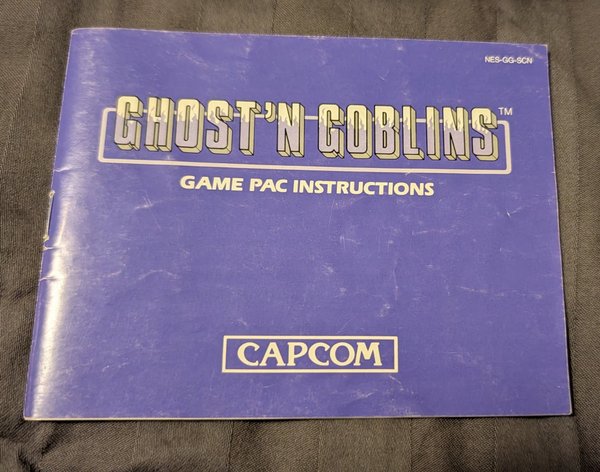 NES-GG-SCN
GHOST'N GOBLINS™
GAME PAC INSTRUCTIONS
CAPCOM